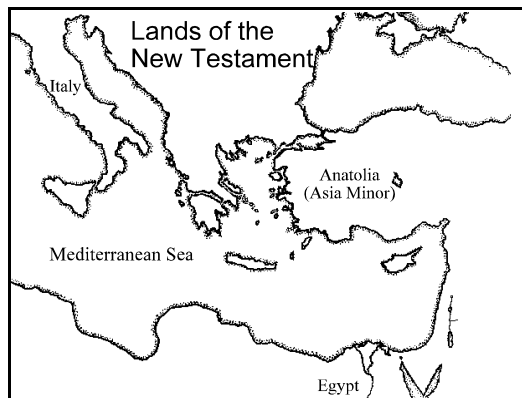 Lands of the
New Testament
Italy
Anatolia
(Asia Minor)
Mediterranean Sea
Egypt